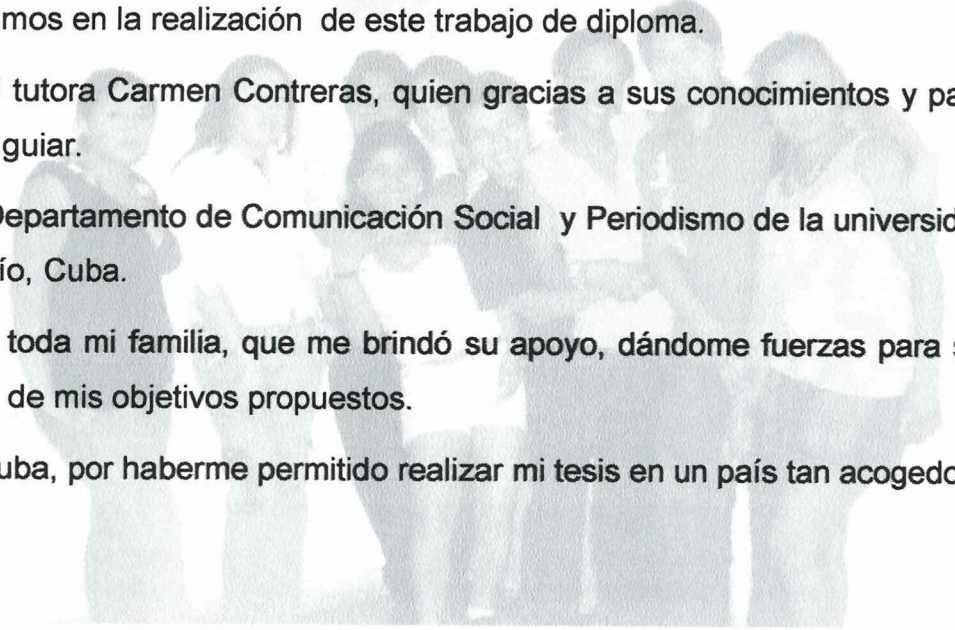 mos en la realización de este trabajo de diploma.
tutora Carmen Contreras, quien gracias a sus conocimientos y pa
guiar.
Departamento de Comunicación Social y Periodismo de la universid
ío, Cuba.
toda mi familia, que me brindó su apoyo, dándome fuerzas para s
de mis objetivos propuestos.
uba, por haberme permitido realizar mi tesis en un país tan acogedo